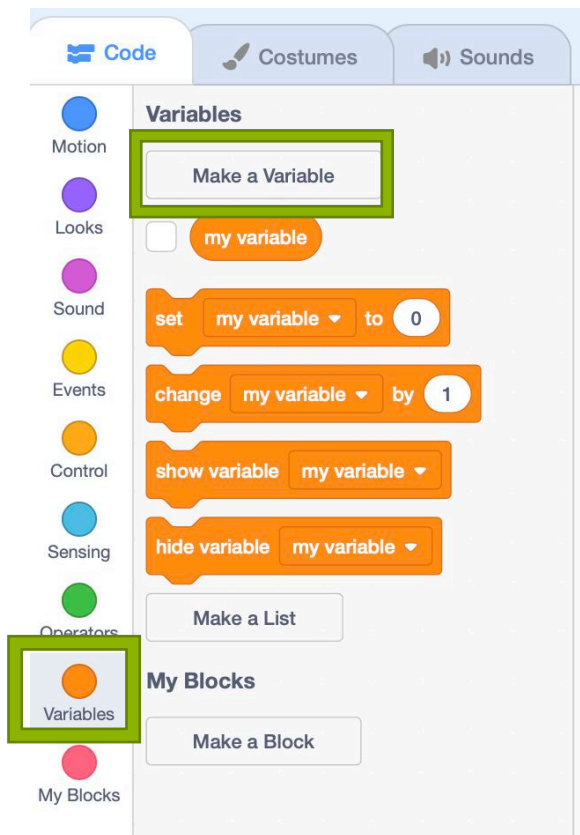 Code
Costumes
Sounds
Motion
Looks
Sound
Events
Control
Sensing
Operators
Variables
My Blocks
Variables
Make a Variable
my variable
set my variable to 0
change my variable by 1
show variable my variable
hide variable my variable
Make a List
My Blocks
Make a Block